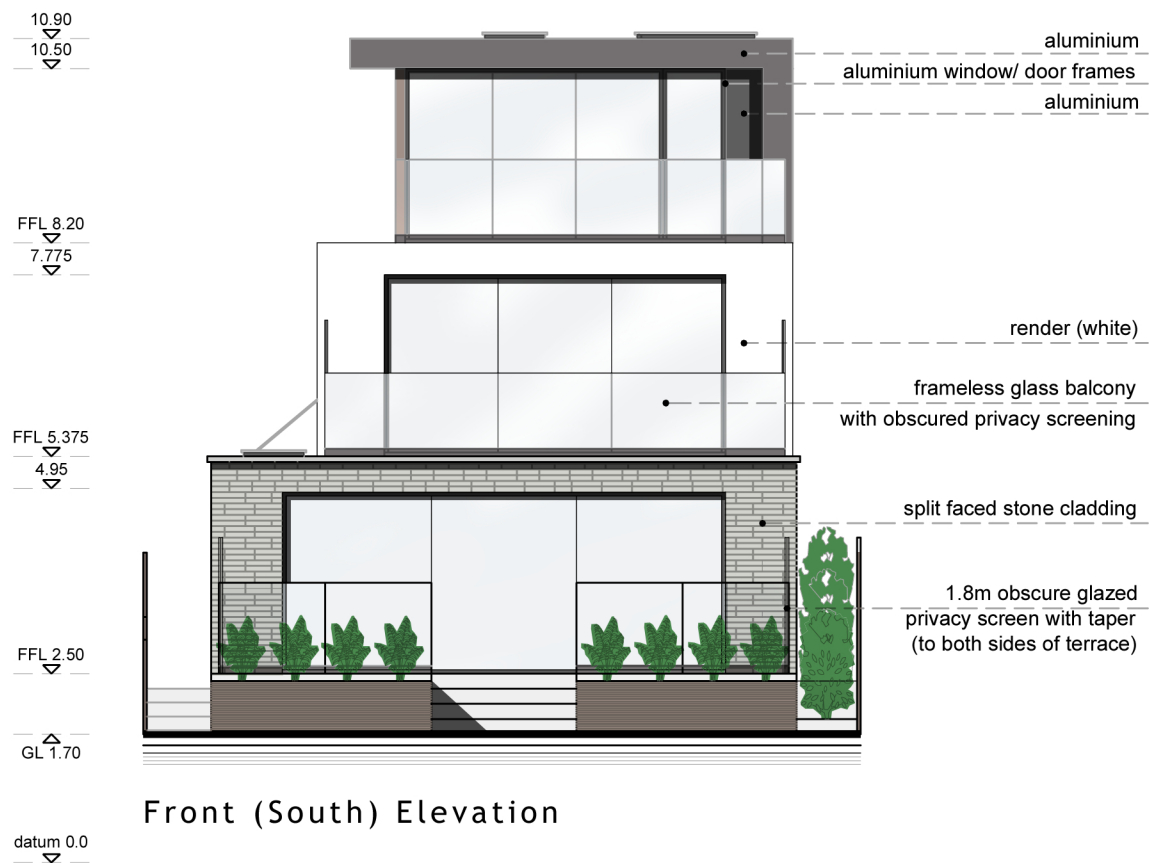 10.90
10.50
FFL 8.20
7.775
FFL 5.375
4.95
FFL 2.50
GL 1.70
datum 0.0
aluminium
aluminium window/ door frames
aluminium
render (white)
frameless glass balcony
with obscured privacy screening
split faced stone cladding
1.8m obscure glazed
privacy screen with taper
(to both sides of terrace)
Front (South) Elevation